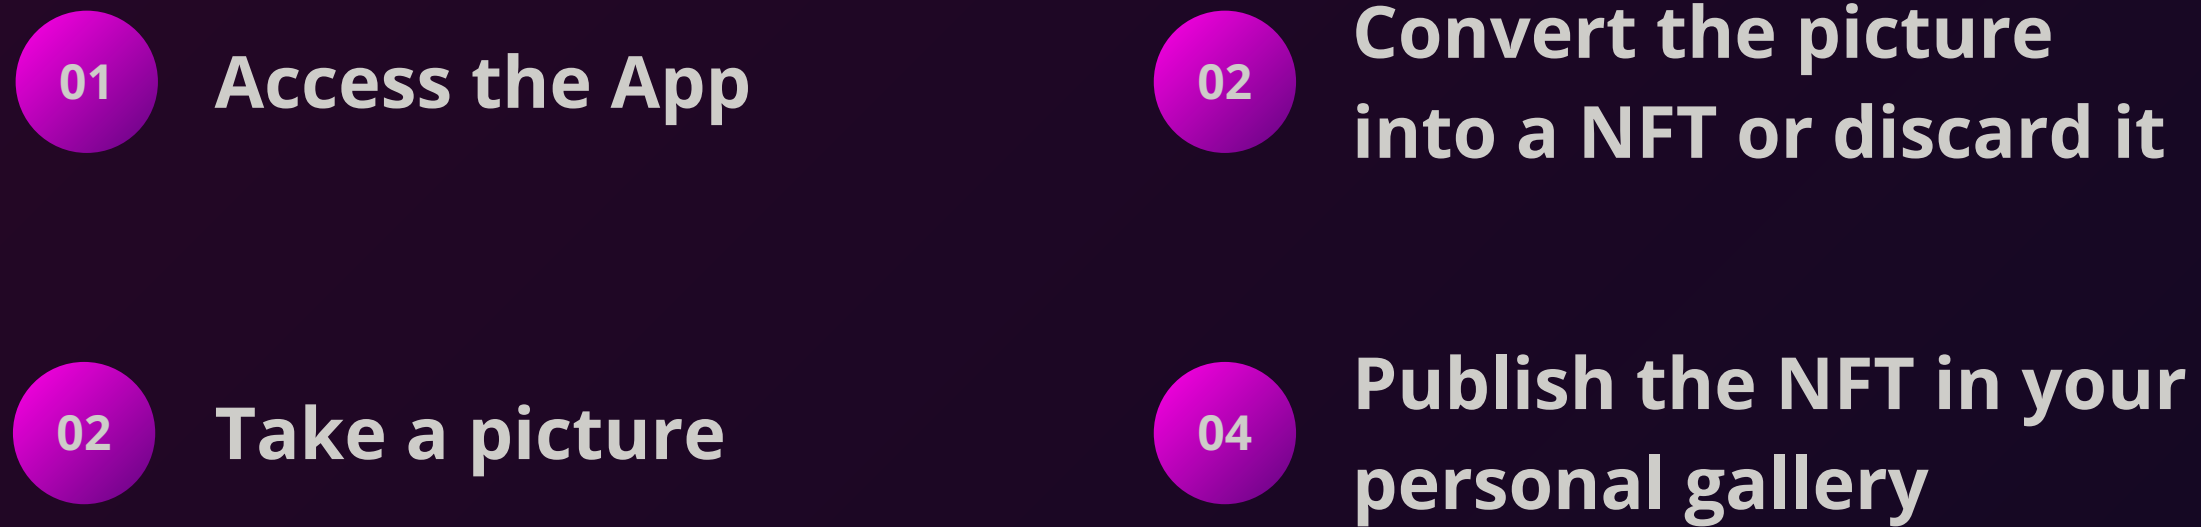 01
Access the App
02
Take a picture
02
Convert the picture
into a NFT or discard it
04
Publish the NFT in your
personal gallery